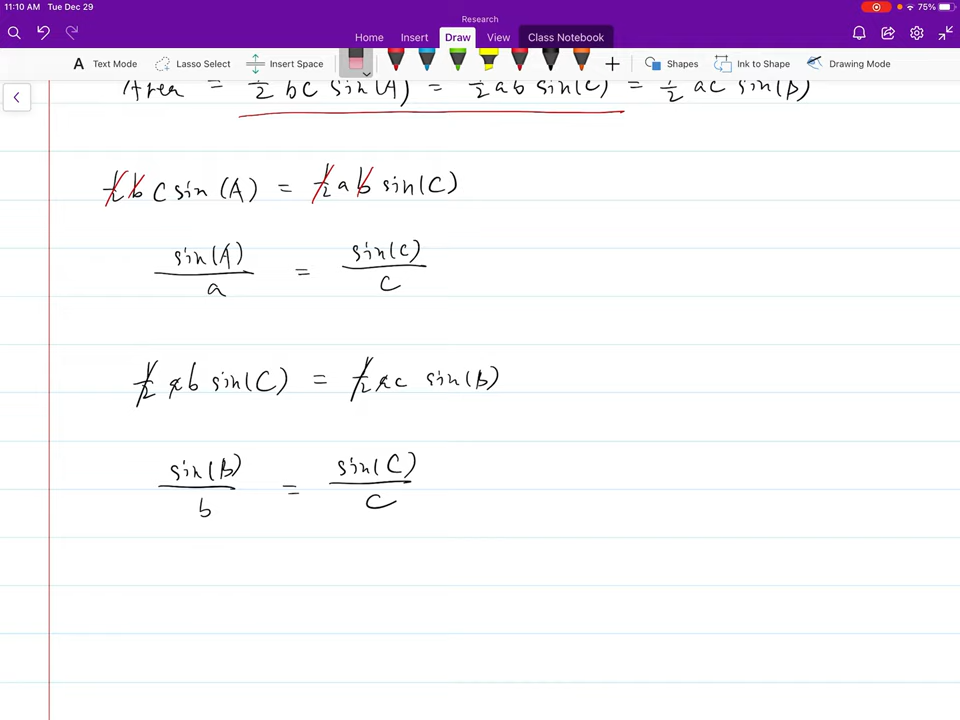 11:10 AM Tue Dec 29
75%
Research
Home Insert Draw View Class Notebook
Text Mode Lasso Select Insert Space Shapes Ink to Shape Drawing Mode
Area = 1/2 bc sin(A) = 1/2 ab sin(C) = 1/2 ac sin(B)
1/2 b c sin(A) = 1/2 a b sin(C)
sin(A)/a = sin(C)/c
1/2 ab sin(C) = 1/2 ac sin(B)
sin(B)/b = sin(C)/c